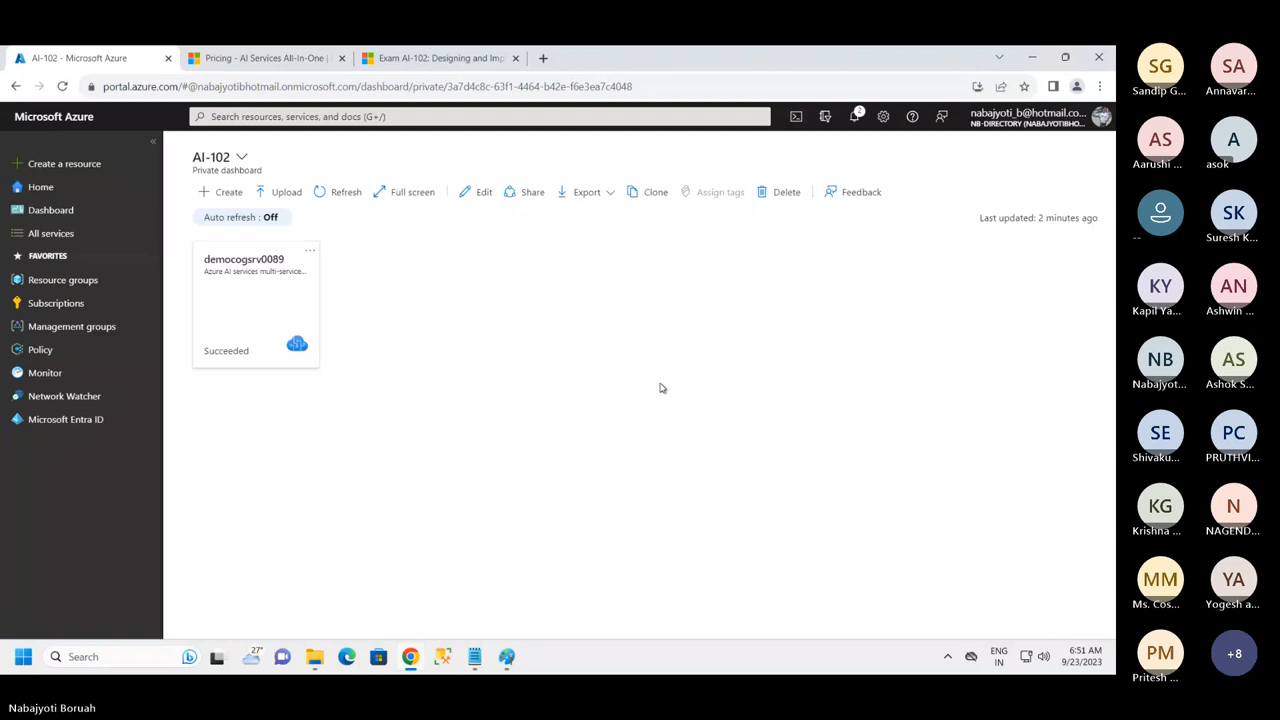 AI-102 - Microsoft Azure
Pricing - AI Services All-In-One |
Exam AI-102: Designing and Imp
portal.azure.com/#@nabajyotibhotmail.onmicrosoft.com/dashboard/private/3a7d4c8c-63f1-4464-b42e-f6e3ea7c4048
Microsoft Azure
Search resources, services, and docs (G+/)
2
nabajyoti_b@hotmail.co...
NB-DIRECTORY (NABAJYOTIBHO...
Create a resource
Home
Dashboard
All services
FAVORITES
Resource groups
Subscriptions
Management groups
Policy
Monitor
Network Watcher
Microsoft Entra ID
AI-102
Private dashboard
Create
Upload
Refresh
Full screen
Edit
Share
Export
Clone
Assign tags
Delete
Feedback
Auto refresh : Off
Last updated: 2 minutes ago
democogsrv0089
Azure AI services multi-service...
Succeeded
Search
27°
ENG
IN
6:51 AM
9/23/2023
SG
Sandip G...
SA
Annavar...
AS
Aarushi ...
A
asok
--
SK
Suresh K...
KY
Kapil Ya...
AN
Ashwin ...
NB
Nabajyot...
AS
Ashok S...
SE
Shivaku...
PC
PRUTHVI...
KG
Krishna ...
N
NAGEND...
MM
Ms. Cos...
YA
Yogesh a...
PM
Pritesh ...
+8
Nabajyoti Boruah